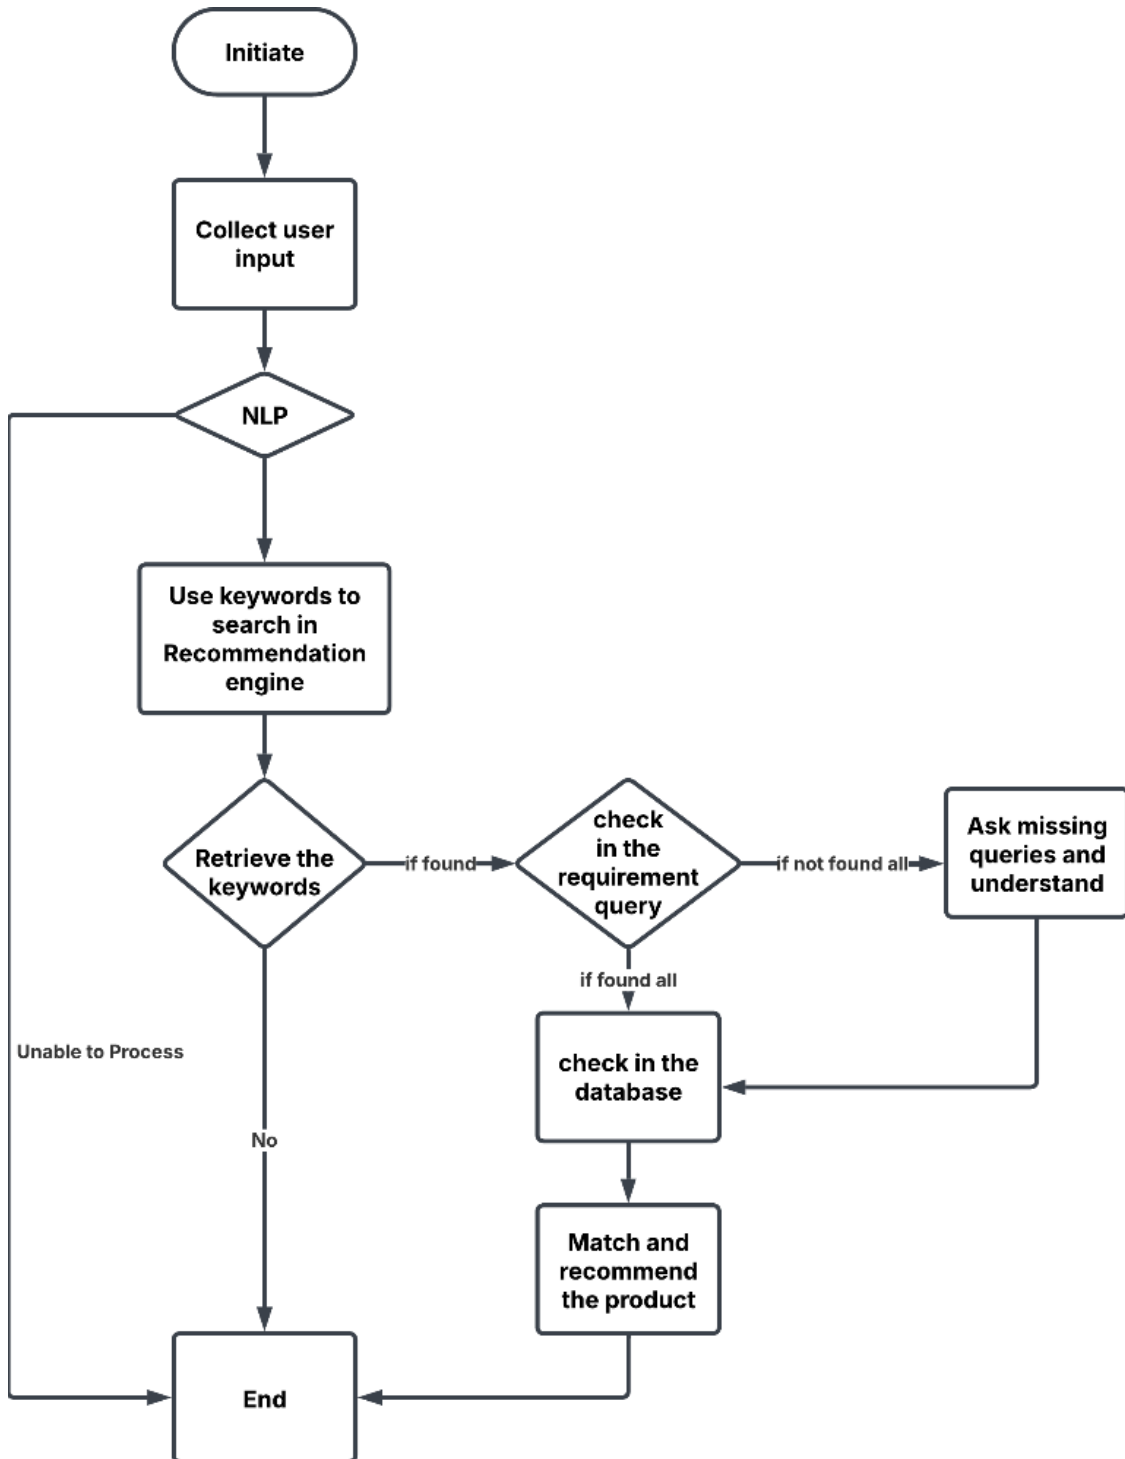 Initiate
Collect user
input
NLP
Use keywords to
search in
Recommendation
engine
Retrieve the
keywords
if found
check
in the
requirement
query
if not found all
Ask missing
queries and
understand
if found all
check in the
database
Unable to Process
No
Match and
recommend
the product
End